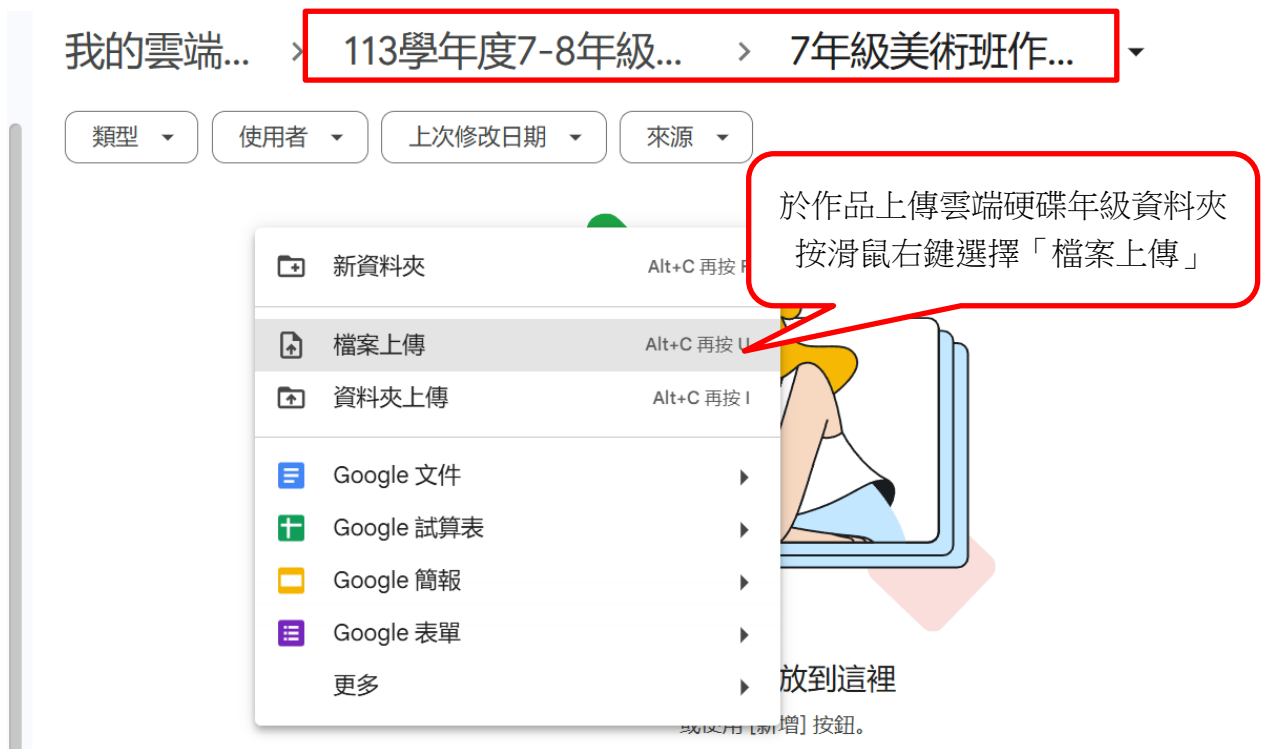 我的雲端... > 113學年度7-8年級... > 7年級美術班作...
類型 使用者 上次修改日期 來源
於作品上傳雲端硬碟年級資料夾
按滑鼠右鍵選擇「檔案上傳」
新資料夾 Alt+C 再按
檔案上傳 Alt+C 再按 U
資料夾上傳 Alt+C 再按 I
Google 文件
Google 試算表
Google 簡報
Google 表單
更多
放到這裡
或使用 [新增] 按鈕。